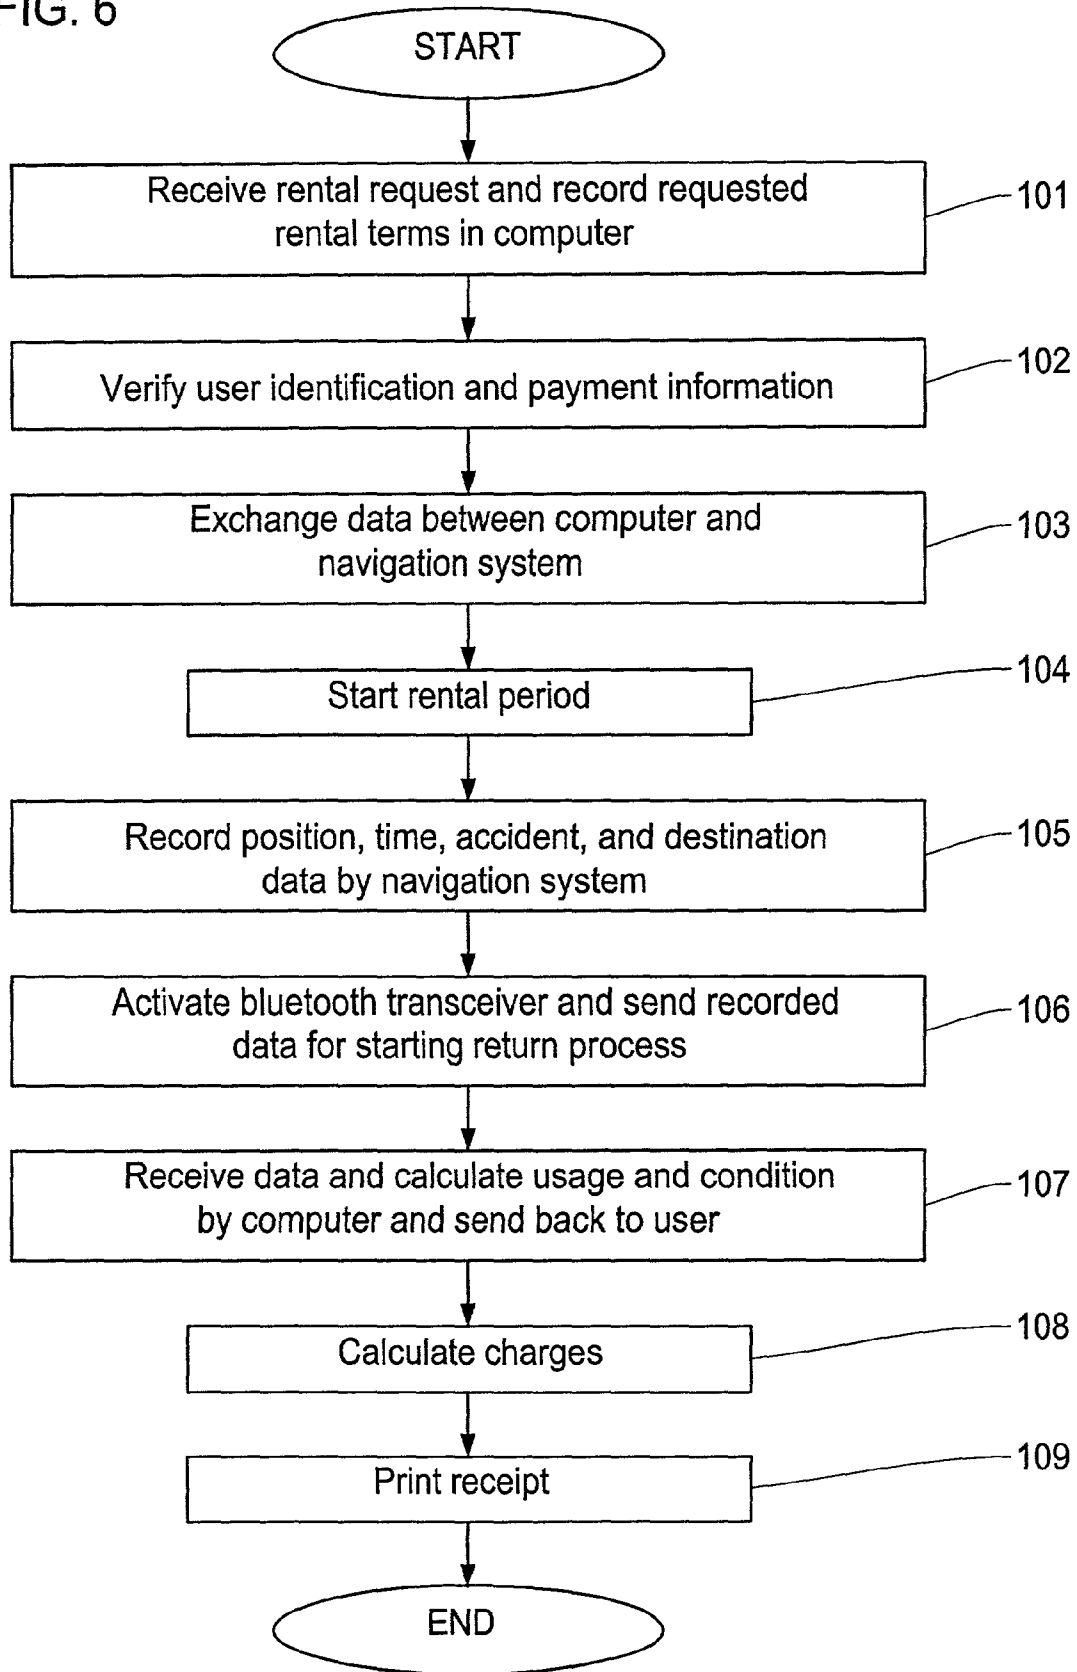 FIG. 6
START
Receive rental request and record requested
rental terms in computer
101
Verify user identification and payment information
102
Exchange data between computer and
navigation system
103
Start rental period
104
Record position, time, accident, and destination
data by navigation system
105
Activate bluetooth transceiver and send recorded
data for starting return process
106
Receive data and calculate usage and condition
by computer and send back to user
107
Calculate charges
108
Print receipt
109
END